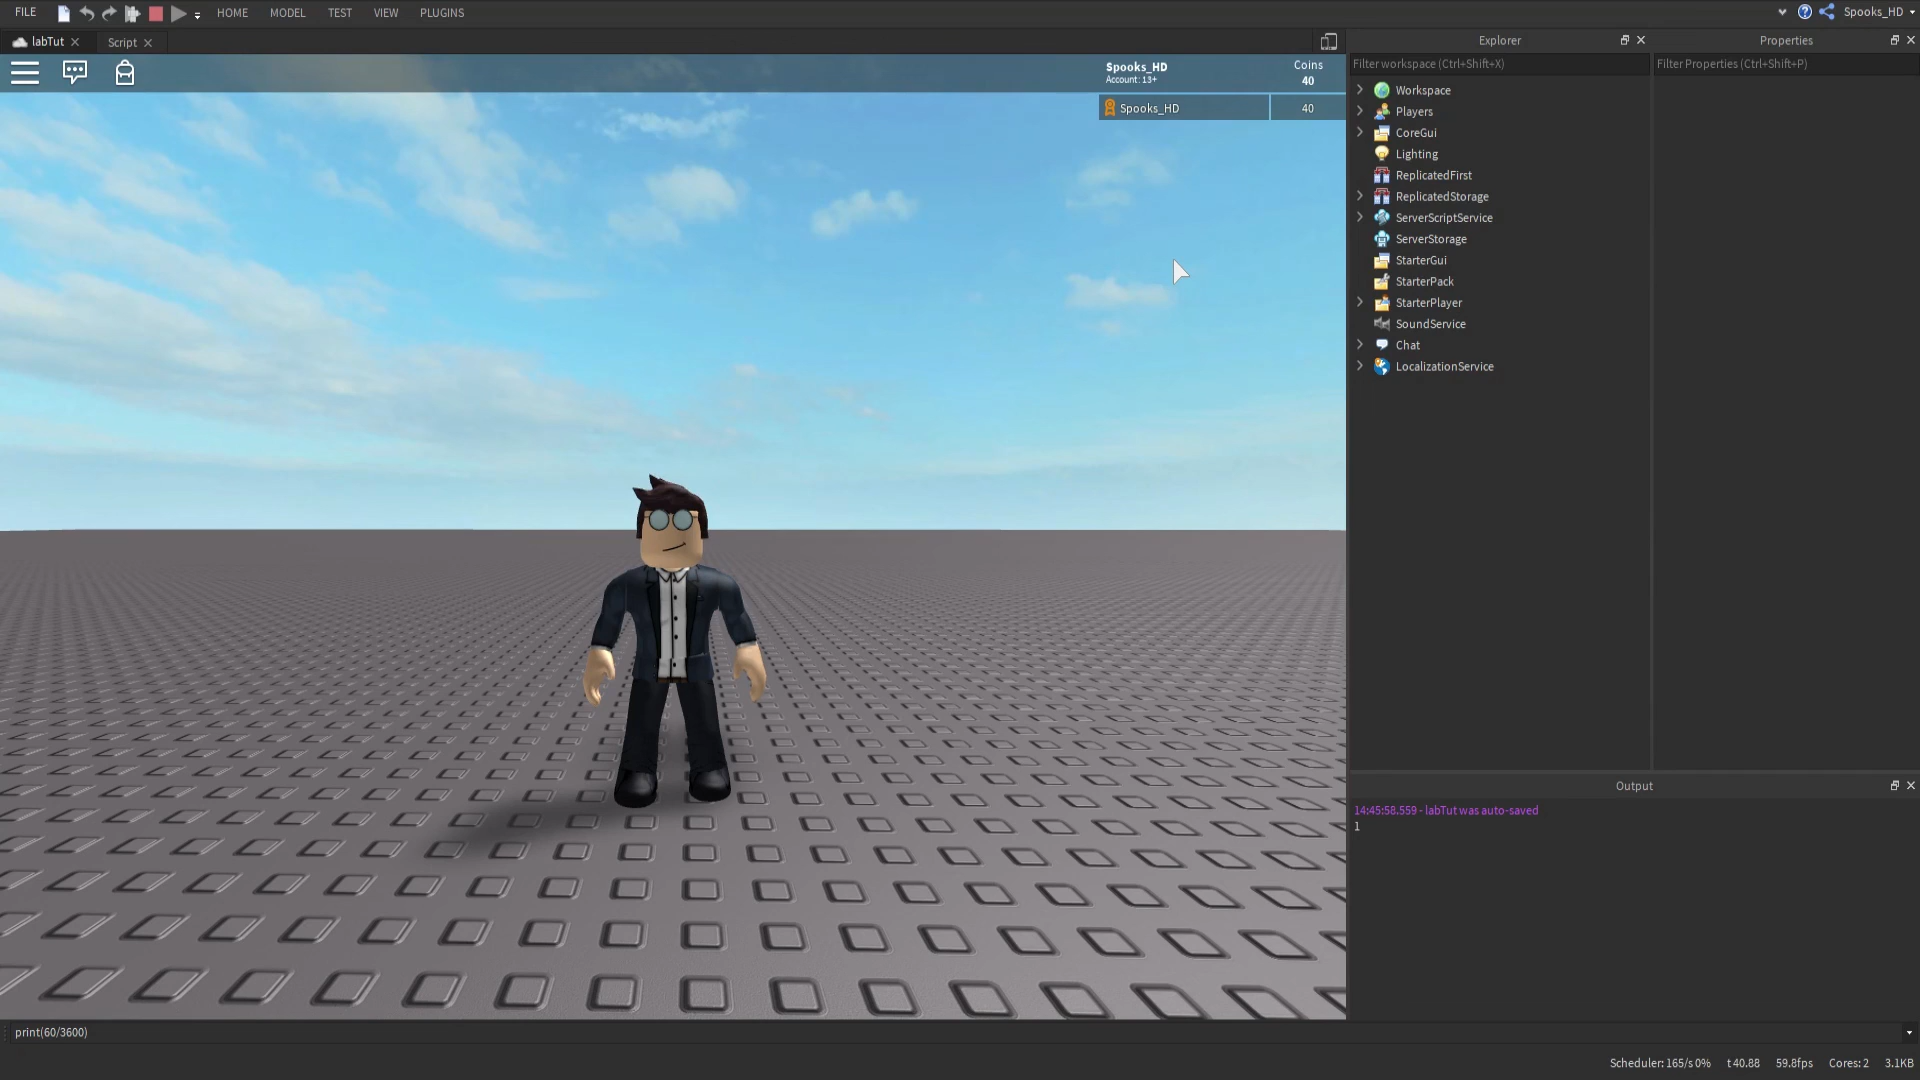 FILE HOME MODEL TEST VIEW PLUGINS Spooks_HD
labTut Script
Explorer
Properties
Filter workspace (Ctrl+Shift+X)
Filter Properties (Ctrl+Shift+P)
Spooks_HD Coins
Account: 13+ 40
Spooks_HD 40
Workspace
Players
CoreGui
Lighting
ReplicatedFirst
ReplicatedStorage
ServerScriptService
ServerStorage
StarterGui
StarterPack
StarterPlayer
SoundService
Chat
LocalizationService
Output
14:45:58.559 - labTut was auto-saved
1
print(60/3600)
Scheduler: 165/s 0% t 40.88 59.8fps Cores: 2 3.1KB